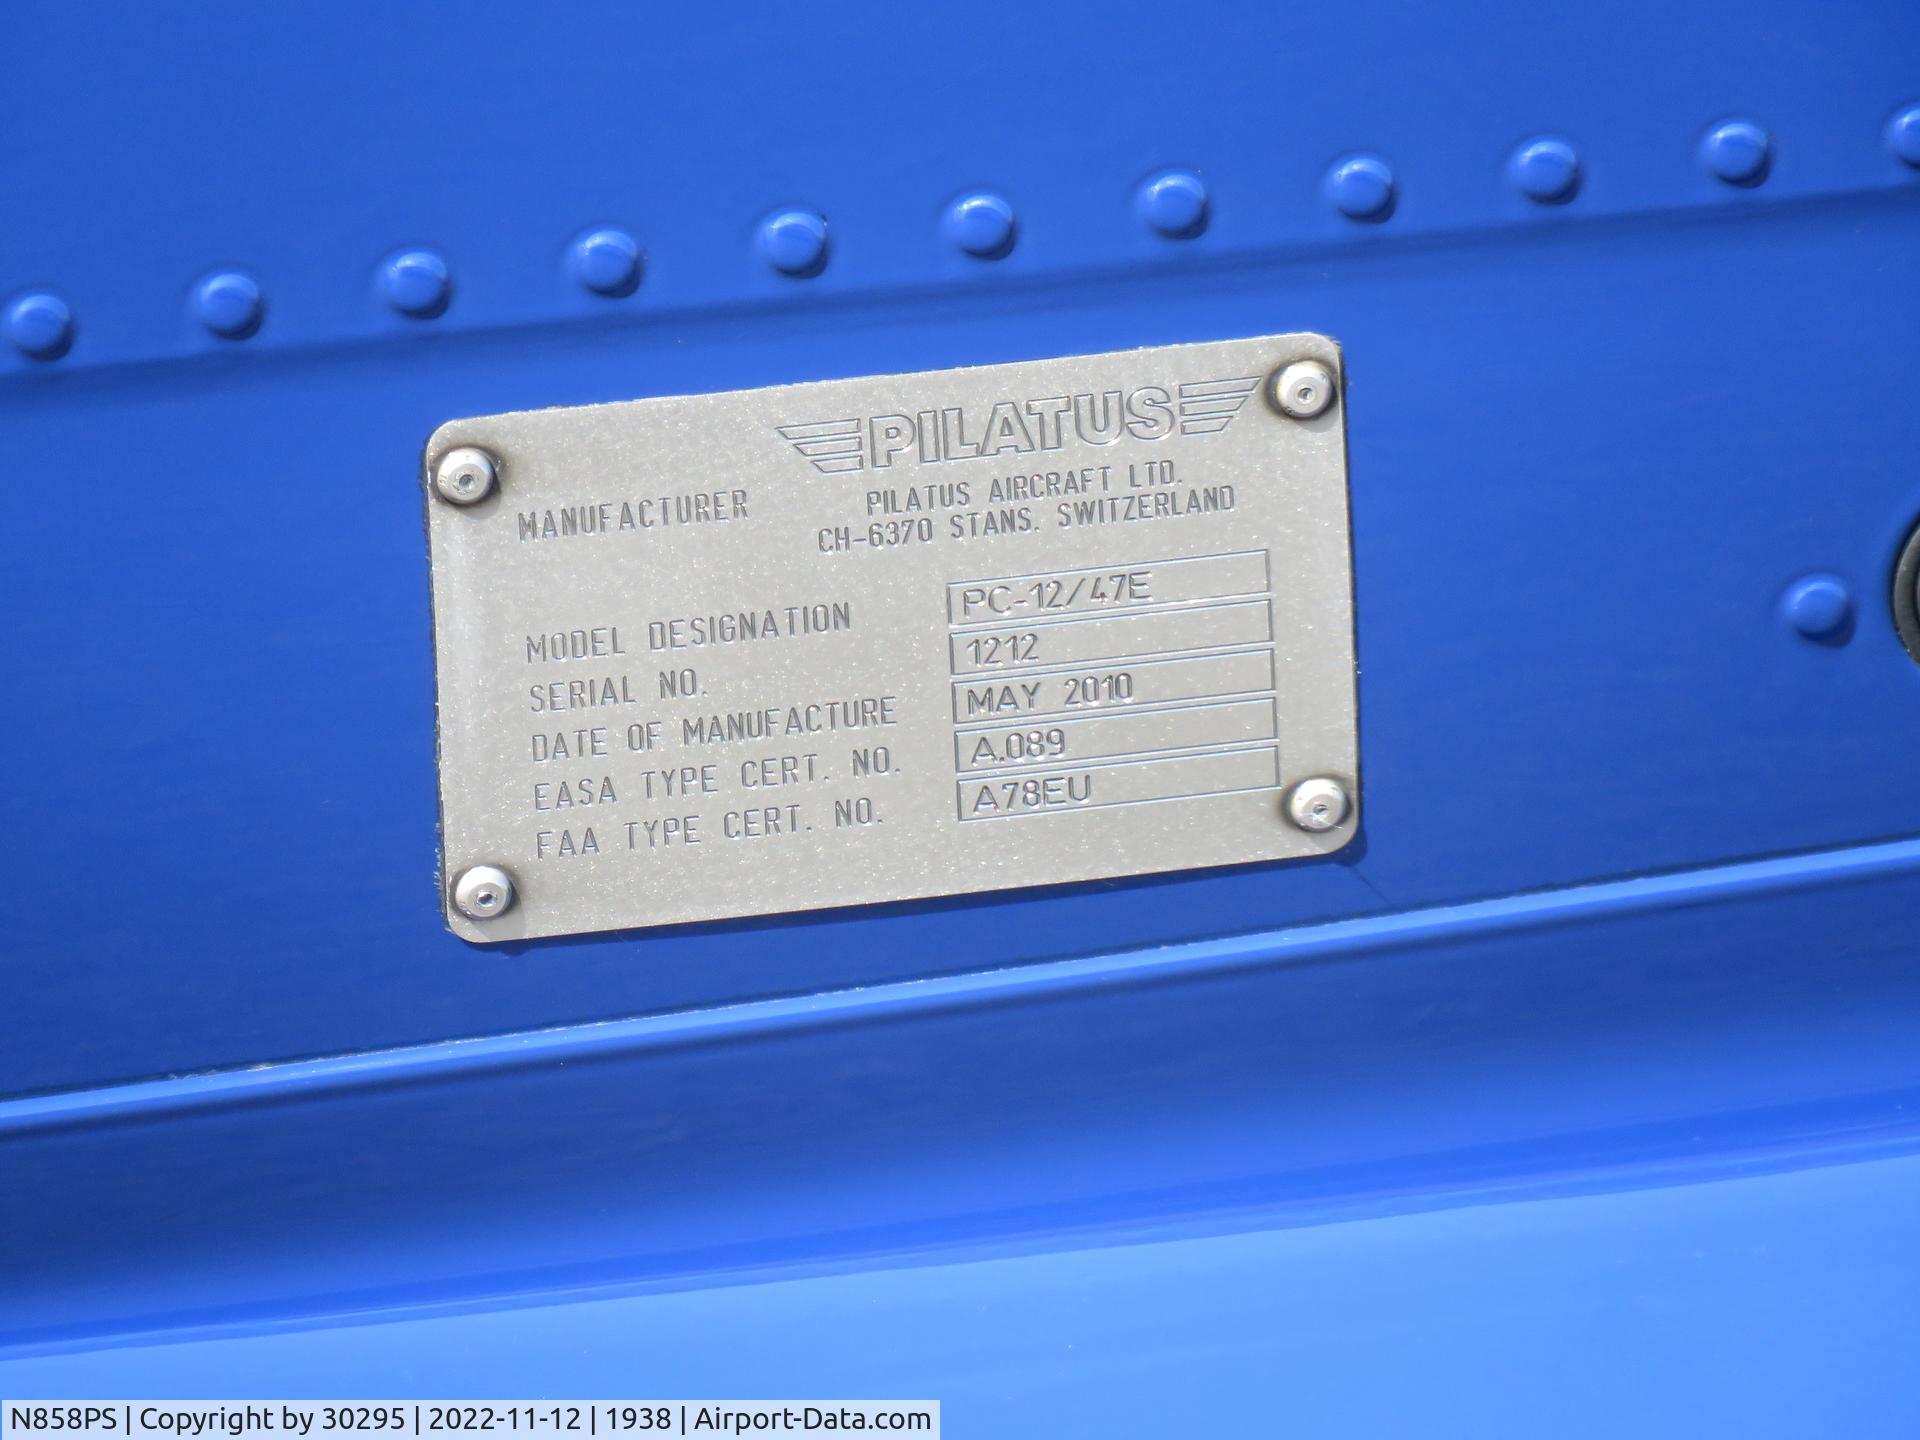 PILATUS
MANUFACTURER PILATUS AIRCRAFT LTD.
CH-6370 STANS. SWITZERLAND
MODEL DESIGNATION PC-12/47E
SERIAL NO. 1212
DATE OF MANUFACTURE MAY 2010
EASA TYPE CERT. NO. A.089
FAA TYPE CERT. NO. A78EU
N858PS | Copyright by 30295 | 2022-11-12 | 1938 | Airport-Data.com